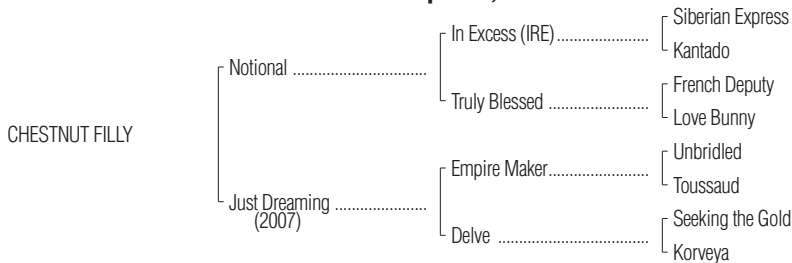 Siberian Express
In Excess (IRE)......................
Kantado
Notional ................................
French Deputy
Truly Blessed ........................
Love Bunny
CHESTNUT FILLY
Unbridled
Empire Maker........................
Toussaud
Just Dreaming ......................
(2007)
Seeking the Gold
Delve ....................................
Korveya